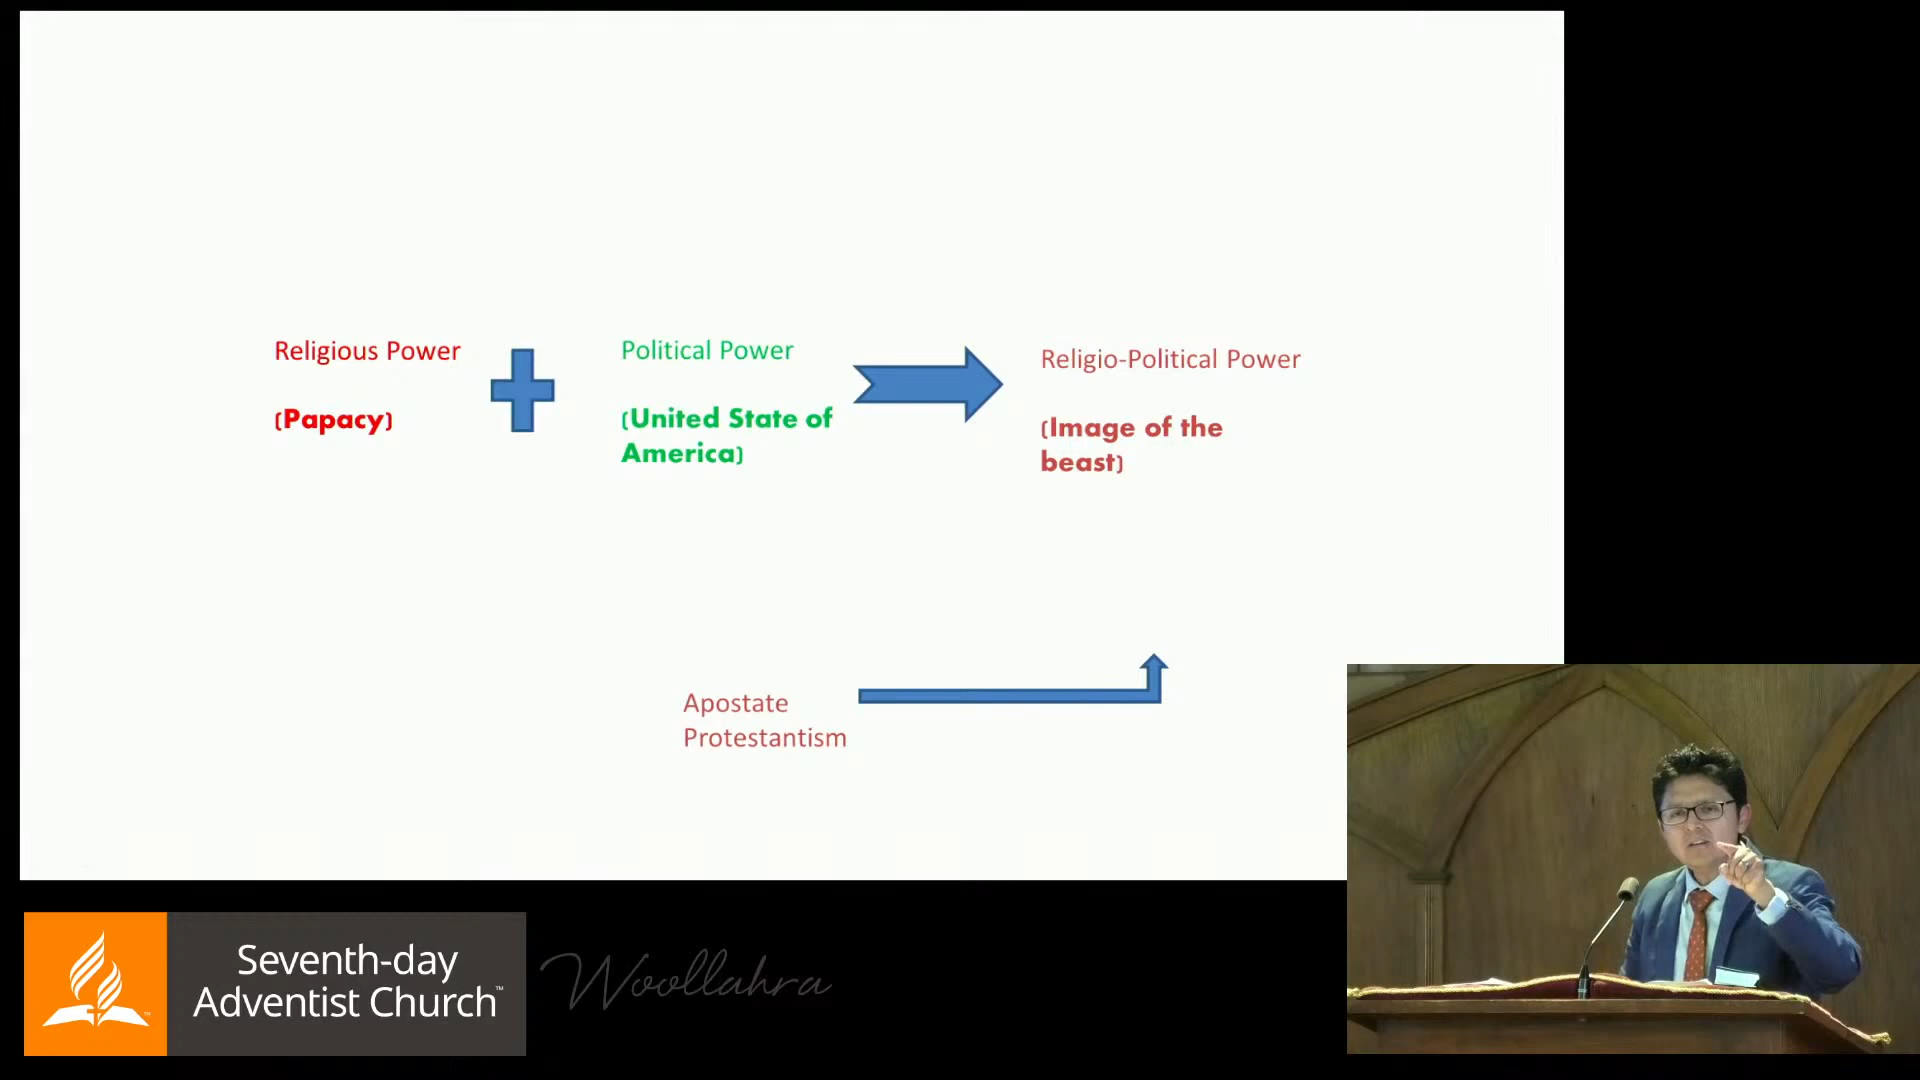 Religious Power
(Papacy)
Political Power
(United State of
America)
Religio-Political Power
(Image of the
beast)
Apostate
Protestantism
Seventh-day
Adventist Church™
Woollahra